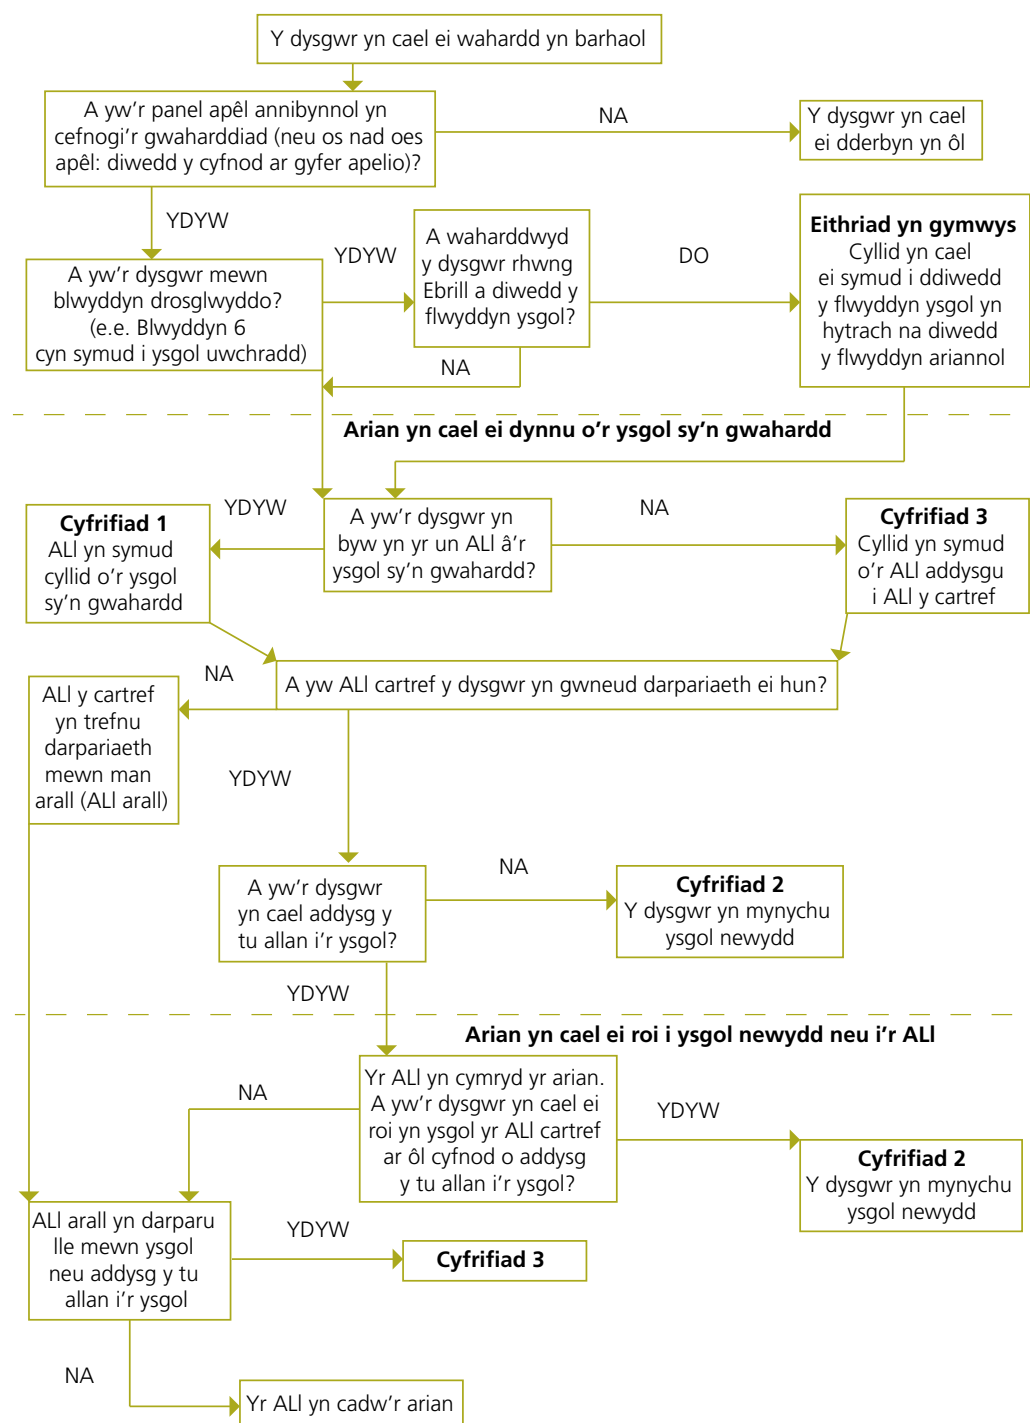 Y dysgwr yn cael ei wahardd yn barhaol
A yw'r panel apêl annibynnol yn
cefnogi'r gwaharddiad (neu os nad oes
apêl: diwedd y cyfnod ar gyfer apelio)?
NA
Y dysgwr yn cael
ei dderbyn yn ôl
YDYW
A yw'r dysgwr mewn
blwyddyn drosglwyddo?
(e.e. Blwyddyn 6
cyn symud i ysgol uwchradd)
YDYW
A waharddwyd
y dysgwr rhwng
Ebrill a diwedd y
flwyddyn ysgol?
DO
Eithriad yn gymwys
Cyllid yn cael
ei symud i ddiwedd
y flwyddyn ysgol yn
hytrach na diwedd
y flwyddyn ariannol
NA
Arian yn cael ei dynnu o'r ysgol sy'n gwahardd
YDYW
Cyfrifiad 1
ALl yn symud
cyllid o'r ysgol
sy'n gwahardd
A yw'r dysgwr yn
byw yn yr un ALl â'r
ysgol sy'n gwahardd?
NA
Cyfrifiad 3
Cyllid yn symud
o'r ALl addysgu
i ALl y cartref
A yw ALl cartref y dysgwr yn gwneud darpariaeth ei hun?
NA
ALl y cartref
yn trefnu
darpariaeth
mewn man
arall (ALl arall)
YDYW
A yw'r dysgwr
yn cael addysg y
tu allan i'r ysgol?
NA
Cyfrifiad 2
Y dysgwr yn mynychu
ysgol newydd
YDYW
Arian yn cael ei roi i ysgol newydd neu i'r ALl
Yr ALl yn cymryd yr arian.
A yw'r dysgwr yn cael ei
roi yn ysgol yr ALl cartref
ar ôl cyfnod o addysg
y tu allan i'r ysgol?
NA
YDYW
Cyfrifiad 2
Y dysgwr yn mynychu
ysgol newydd
ALl arall yn darparu
lle mewn ysgol
neu addysg y tu
allan i'r ysgol
YDYW
Cyfrifiad 3
NA
Yr ALl yn cadw'r arian